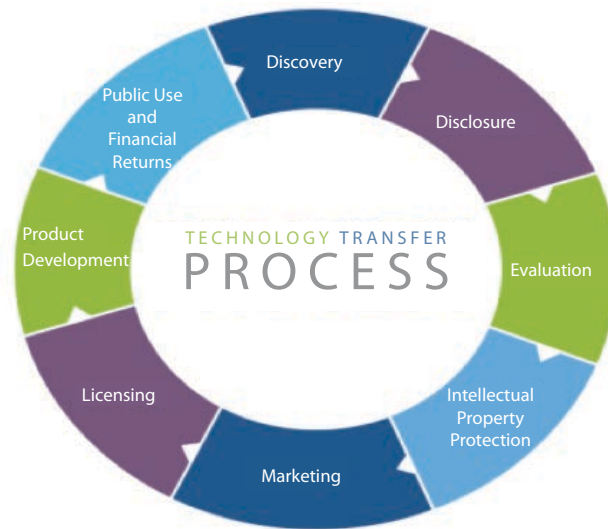 Discovery
Disclosure
Evaluation
Intellectual
Property
Protection
Marketing
Licensing
Product
Development
Public Use
and
Financial
Returns
TECHNOLOGY TRANSFER
PROCESS